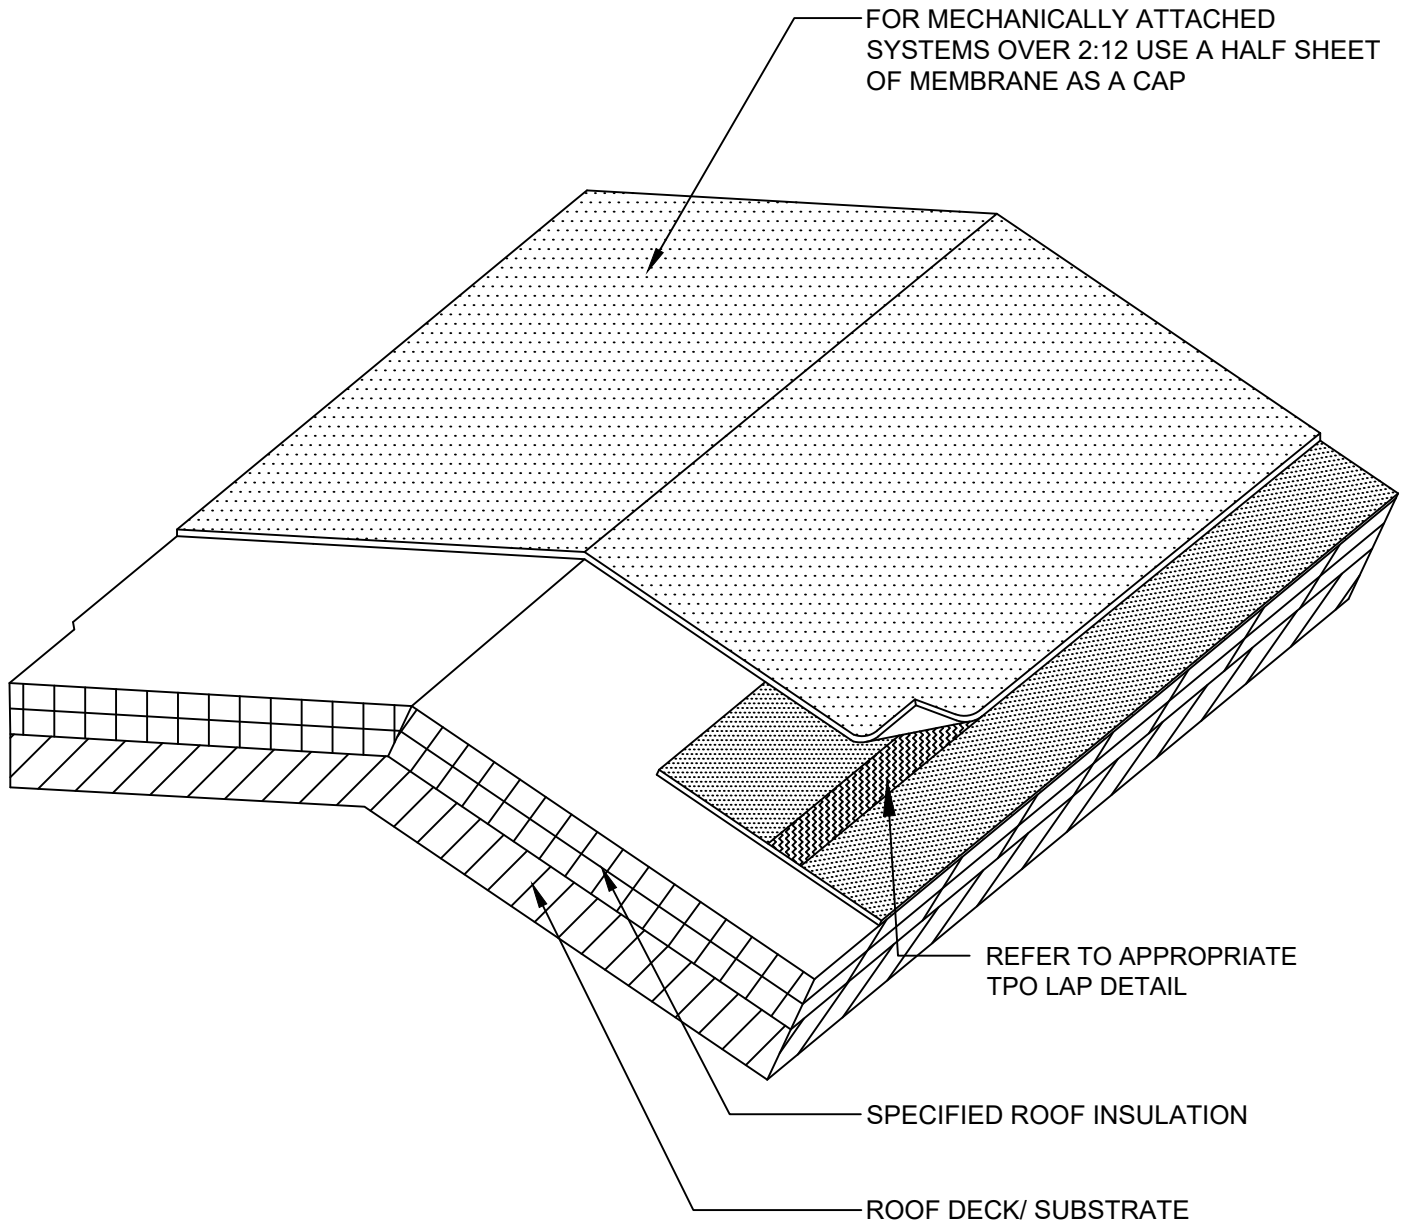 FOR MECHANICALLY ATTACHED
SYSTEMS OVER 2:12 USE A HALF SHEET
OF MEMBRANE AS A CAP
REFER TO APPROPRIATE
TPO LAP DETAIL
SPECIFIED ROOF INSULATION
ROOF DECK/ SUBSTRATE